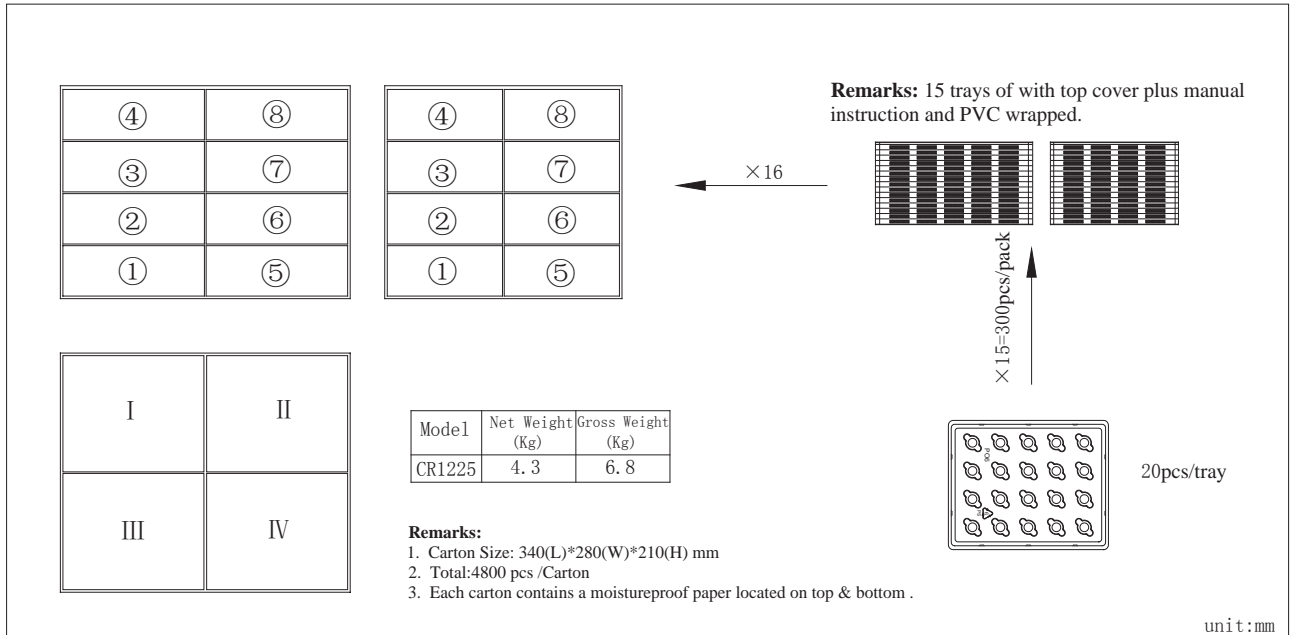 ④ ⑧
③ ⑦
② ⑥
① ⑤
④ ⑧
③ ⑦
② ⑥
① ⑤
×16
Remarks: 15 trays of with top cover plus manual
instruction and PVC wrapped.
×15=300pcs/pack
20pcs/tray
Ⅰ Ⅱ
Ⅲ Ⅳ
Model Net Weight (Kg) Gross Weight (Kg)
CR1225 4.3 6.8
Remarks:
1. Carton Size: 340(L)*280(W)*210(H) mm
2. Total:4800 pcs /Carton
3. Each carton contains a moistureproof paper located on top & bottom .
unit:mm